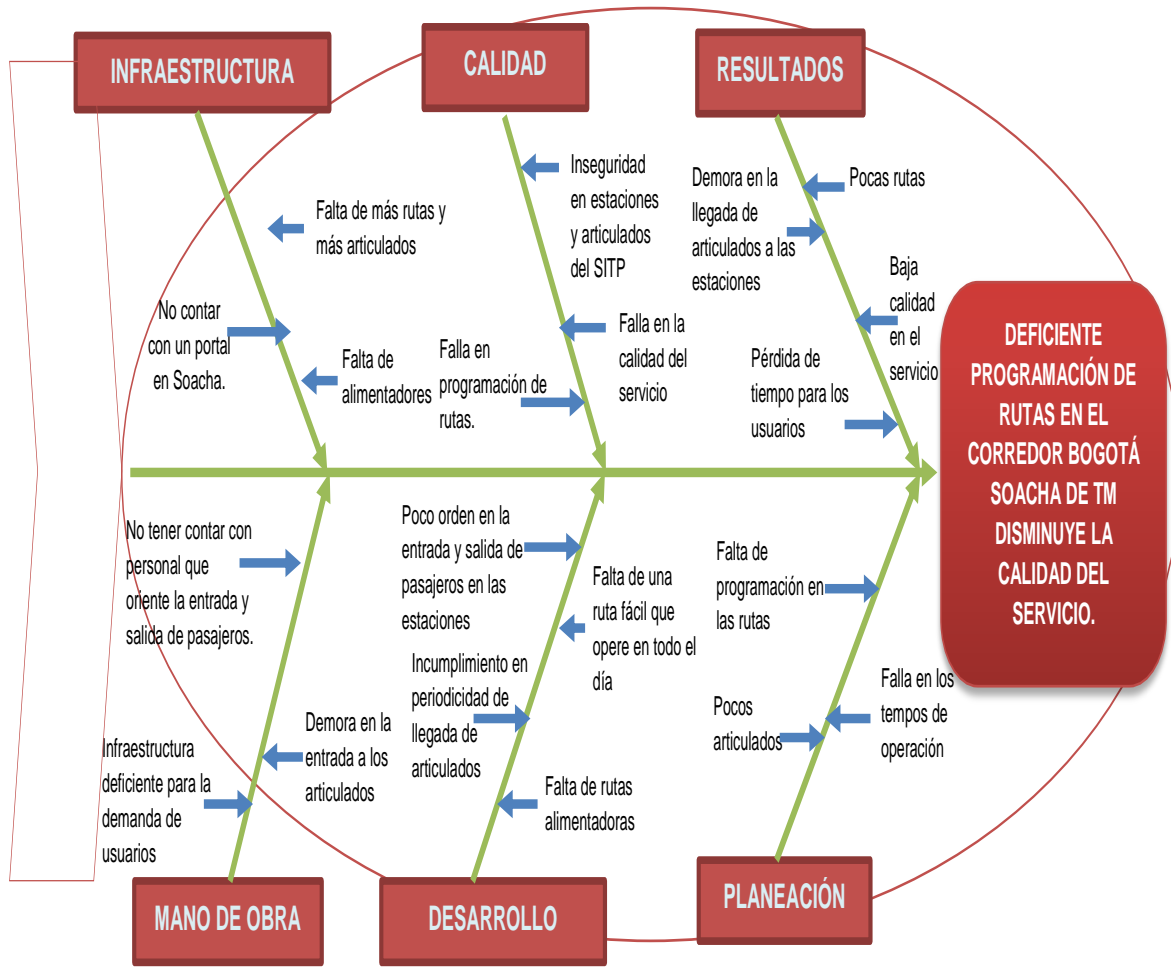 INFRAESTRUCTURA
CALIDAD
RESULTADOS
Falta de más rutas y
más articulados
No contar
con un portal
en Soacha.
Falta de
alimentadores
Inseguridad
en estaciones
y articulados
del SITP
Falla en
programación de
rutas.
Falla en la
calidad del
servicio
Demora en la
llegada de
articulados a las
estaciones
Pocas rutas
Baja
calidad
en el
servicio
Pérdida de
tiempo para los
usuarios
DEFICIENTE
PROGRAMACIÓN DE
RUTAS EN EL
CORREDOR BOGOTÁ
SOACHA DE TM
DISMINUYE LA
CALIDAD DEL
SERVICIO.
No tener contar con
personal que
oriente la entrada y
salida de pasajeros.
Infraestructura
deficiente para la
demanda de
usuarios
Demora en la
entrada a los
articulados
Poco orden en la
entrada y salida de
pasajeros en las
estaciones
Falta de una
ruta fácil que
opere en todo el
día
Incumplimiento en
periodicidad de
llegada de
articulados
Falta de rutas
alimentadoras
Falta de
programación en
las rutas
Pocos
articulados
Falla en los
tempos de
operación
MANO DE OBRA
DESARROLLO
PLANEACIÓN